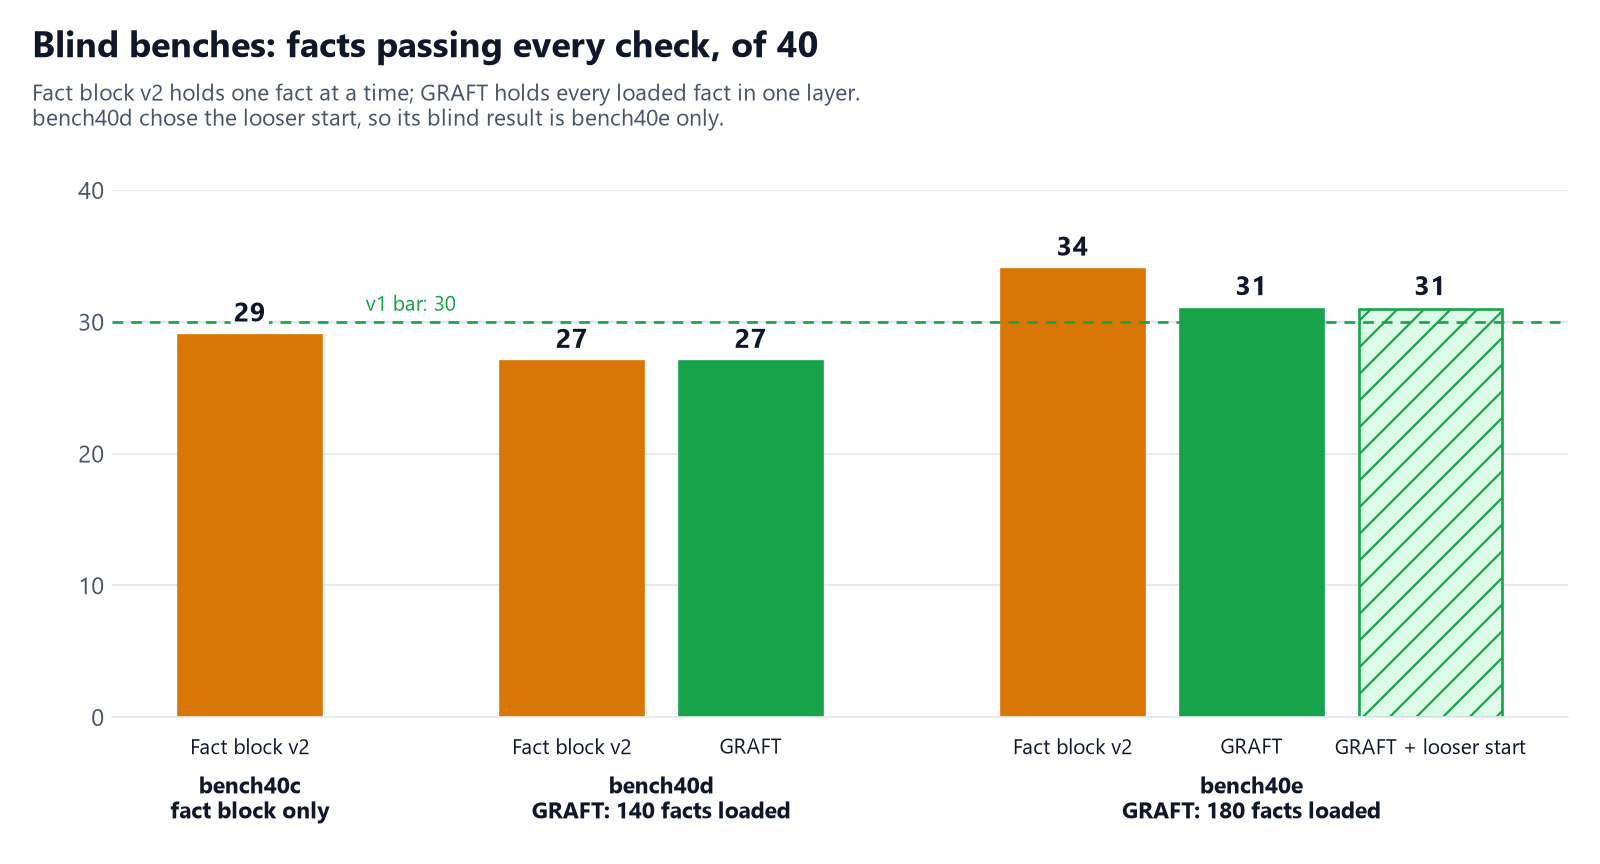 Blind benches: facts passing every check, of 40
Fact block v2 holds one fact at a time; GRAFT holds every loaded fact in one layer.
bench40d chose the looser start, so its blind result is bench40e only.
40
30
20
10
0
v1 bar: 30
29
27
27
34
31
31
Fact block v2
Fact block v2
GRAFT
Fact block v2
GRAFT
GRAFT + looser start
bench40c
fact block only
bench40d
GRAFT: 140 facts loaded
bench40e
GRAFT: 180 facts loaded